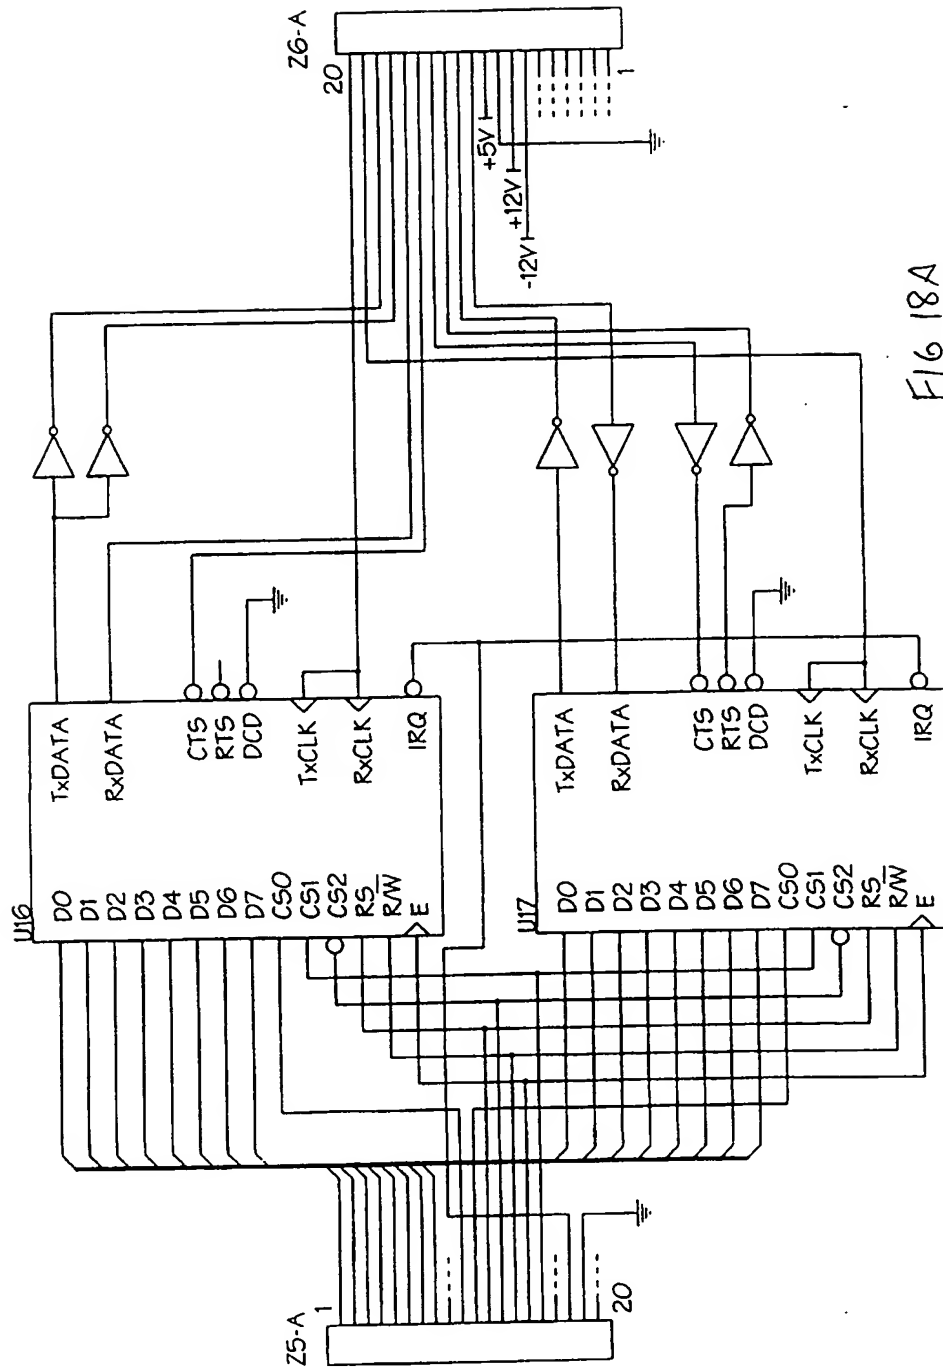 Z6-A
20
+5V
+12V
-12V
1
U16
D0
D1
D2
D3
D4
D5
D6
D7
CS0
CS1
CS2
RS
R/W̅
E
TxDATA
RxDATA
CTS
RTS
DCD
TxCLK
RxCLK
IRQ
U17
D0
D1
D2
D3
D4
D5
D6
D7
CS0
CS1
CS2
RS
R/W̅
E
TxDATA
RxDATA
CTS
RTS
DCD
TxCLK
RxCLK
IRQ
Z5-A
1
20
FIG 18A